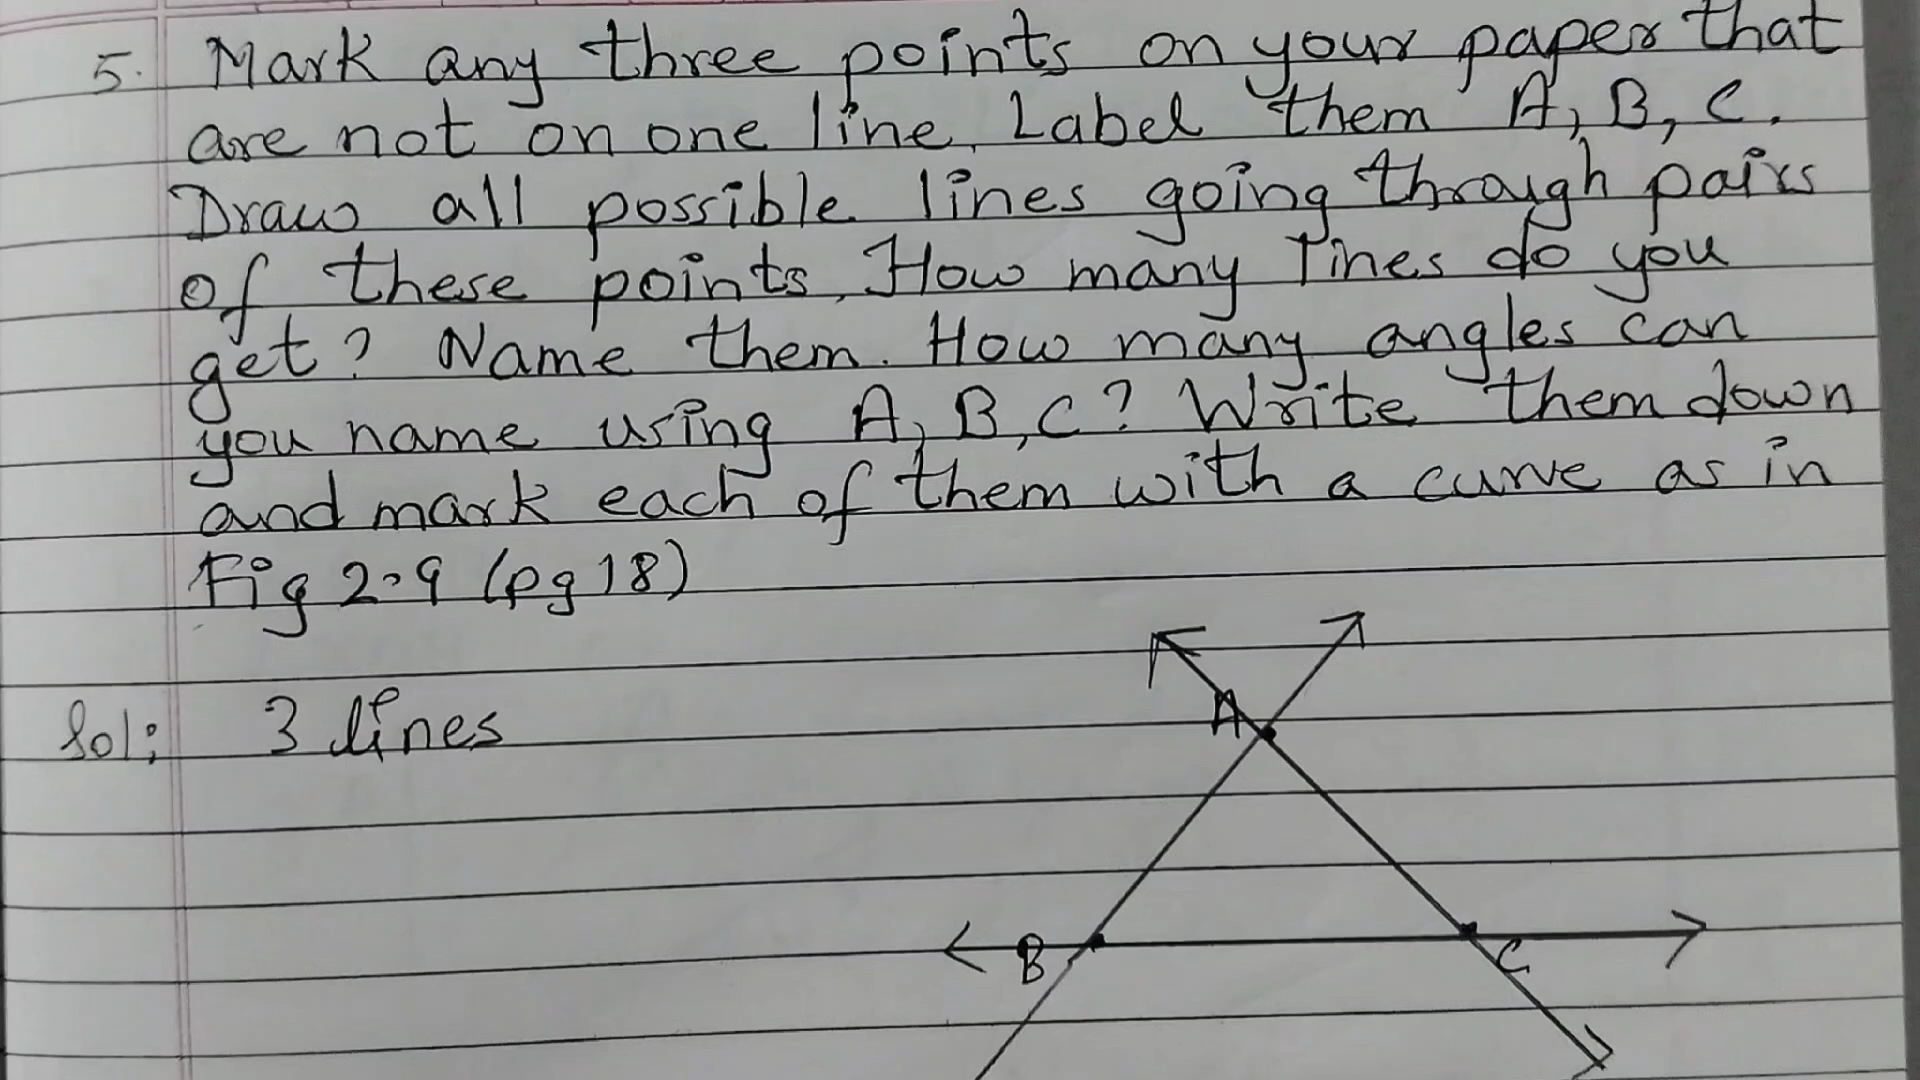 5. Mark any three points on your paper that
are not on one line. Label them A, B, C.
Draw all possible lines going through pairs
of these points. How many lines do you
get? Name them. How many angles can
you name using A, B, C? Write them down
and mark each of them with a curve as in
Fig 2.9 (pg 18)
Sol: 3 lines
A
B
C